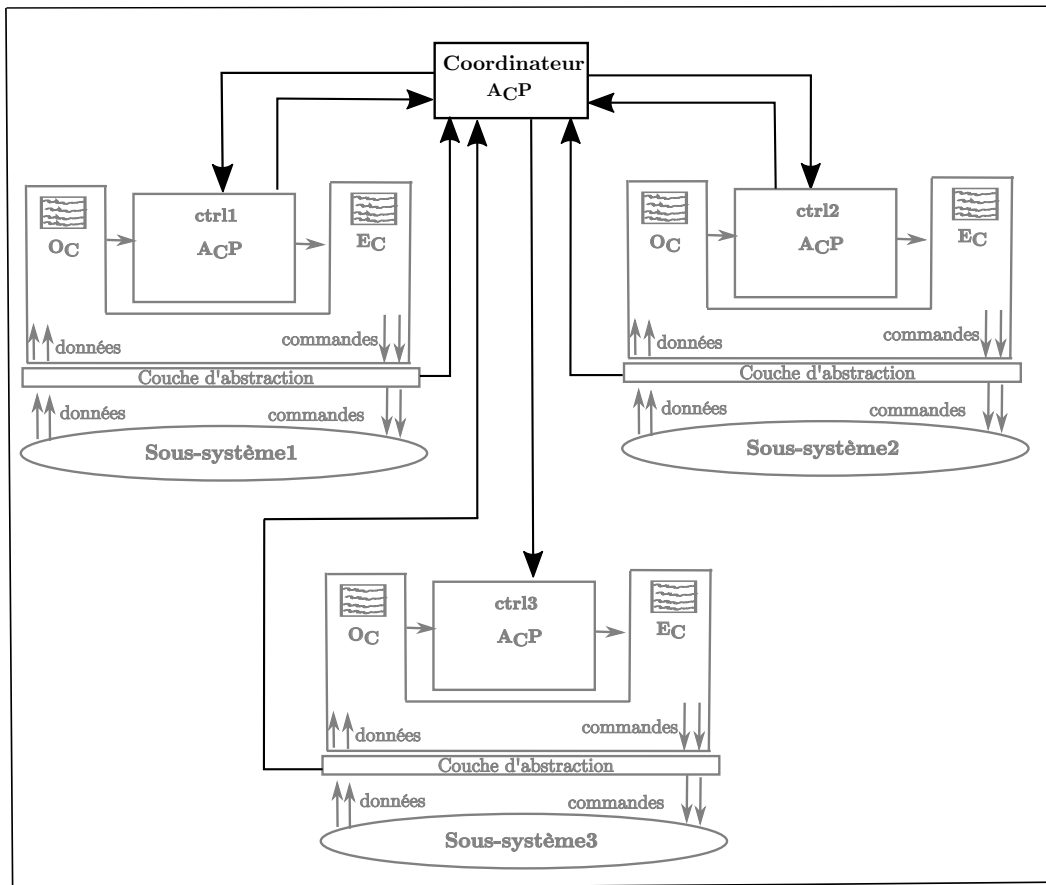 Coordinateur
ACP
ctrl1
ACP
OC
EC
données
commandes
Couche d'abstraction
données
commandes
Sous-système1
ctrl2
ACP
OC
EC
données
commandes
Couche d'abstraction
données
commandes
Sous-système2
ctrl3
ACP
OC
EC
données
commandes
Couche d'abstraction
données
commandes
Sous-système3